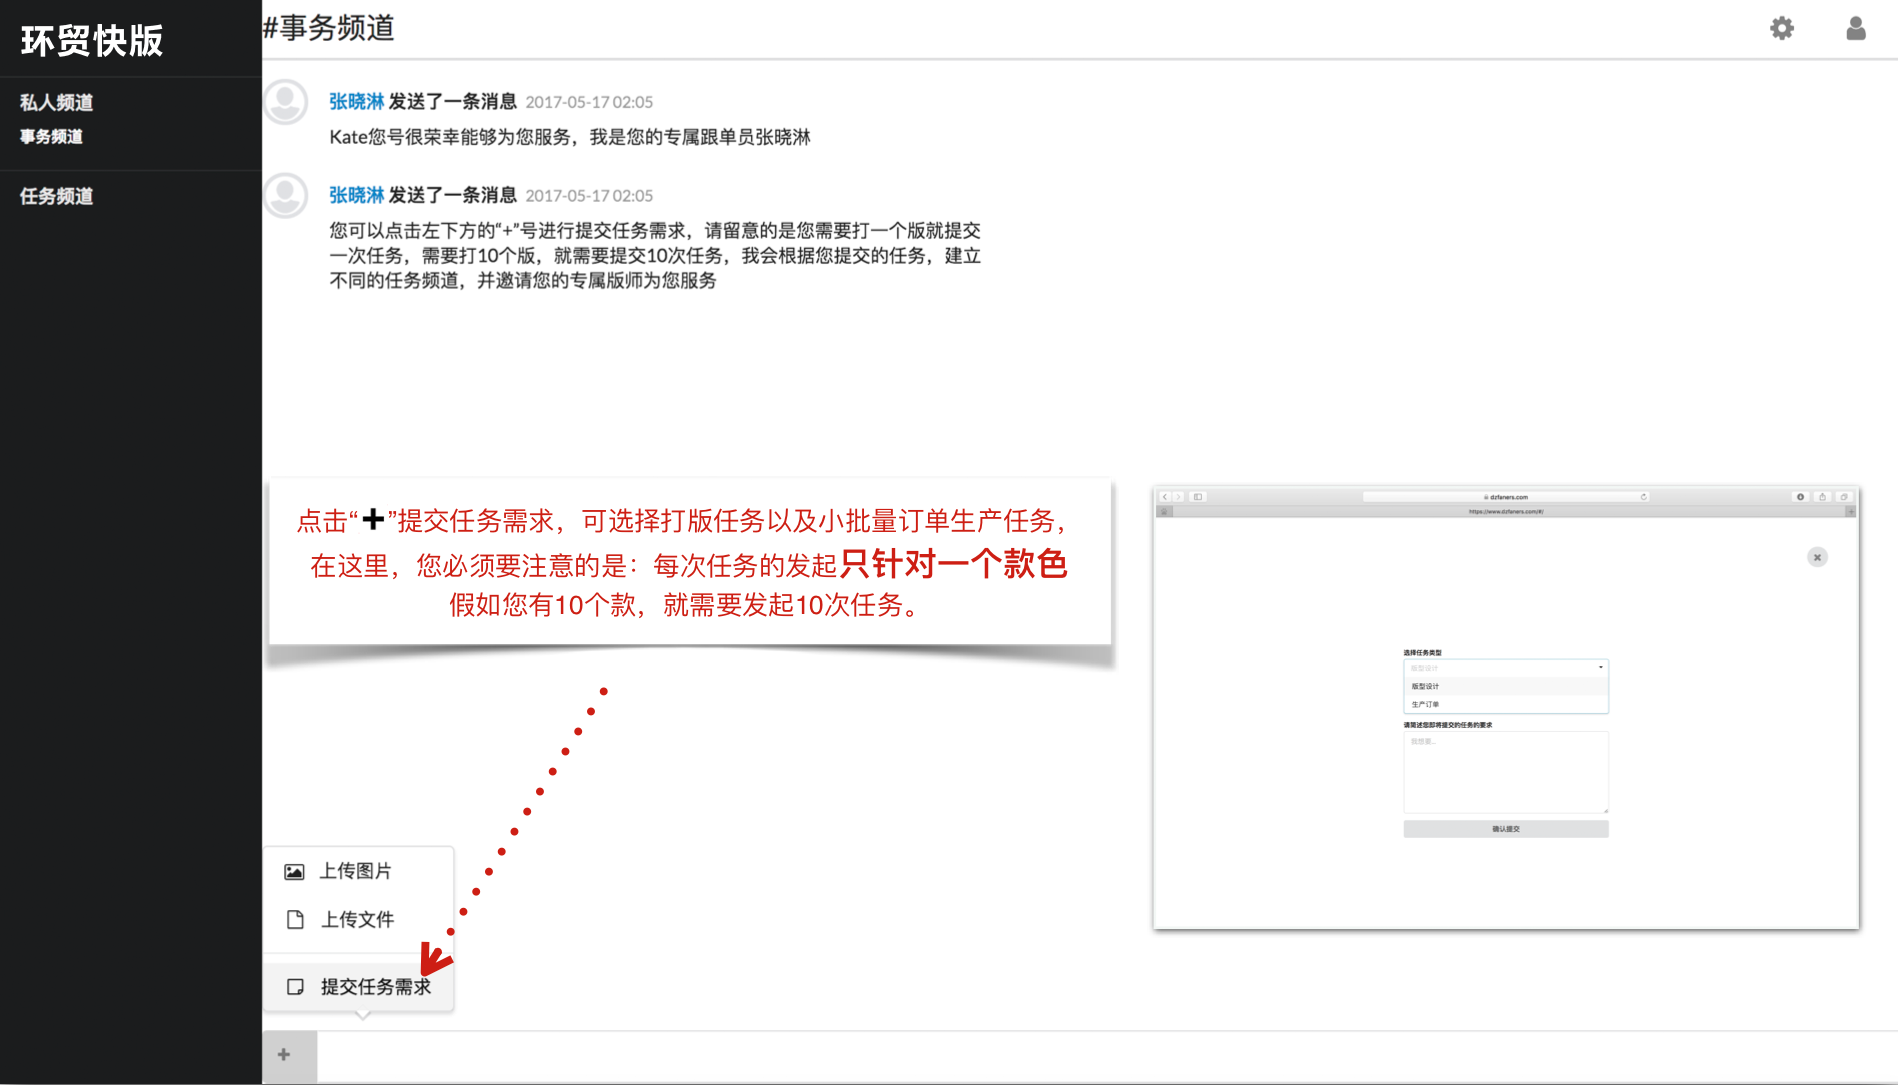 环贸快版
私人频道
事务频道
任务频道
#事务频道
张晓淋 发送了一条消息 2017-05-17 02:05
Kate您号很荣幸能够为您服务，我是您的专属跟单员张晓淋
张晓淋 发送了一条消息 2017-05-17 02:05
您可以点击左下方的“+”号进行提交任务需求，请留意的是您需要打一个版就提交
一次任务，需要打10个版，就需要提交10次任务，我会根据您提交的任务，建立
不同的任务频道，并邀请您的专属版师为您服务
点击“+”提交任务需求，可选择打版任务以及小批量订单生产任务，
在这里，您必须要注意的是：每次任务的发起只针对一个款色
假如您有10个款，就需要发起10次任务。
上传图片
上传文件
提交任务需求
+
dzfaners.com
https://www.dzfaners.com/#/
选择任务类型
版型设计
版型设计
生产订单
请简述您即将提交的任务的要求
我想要...
确认提交